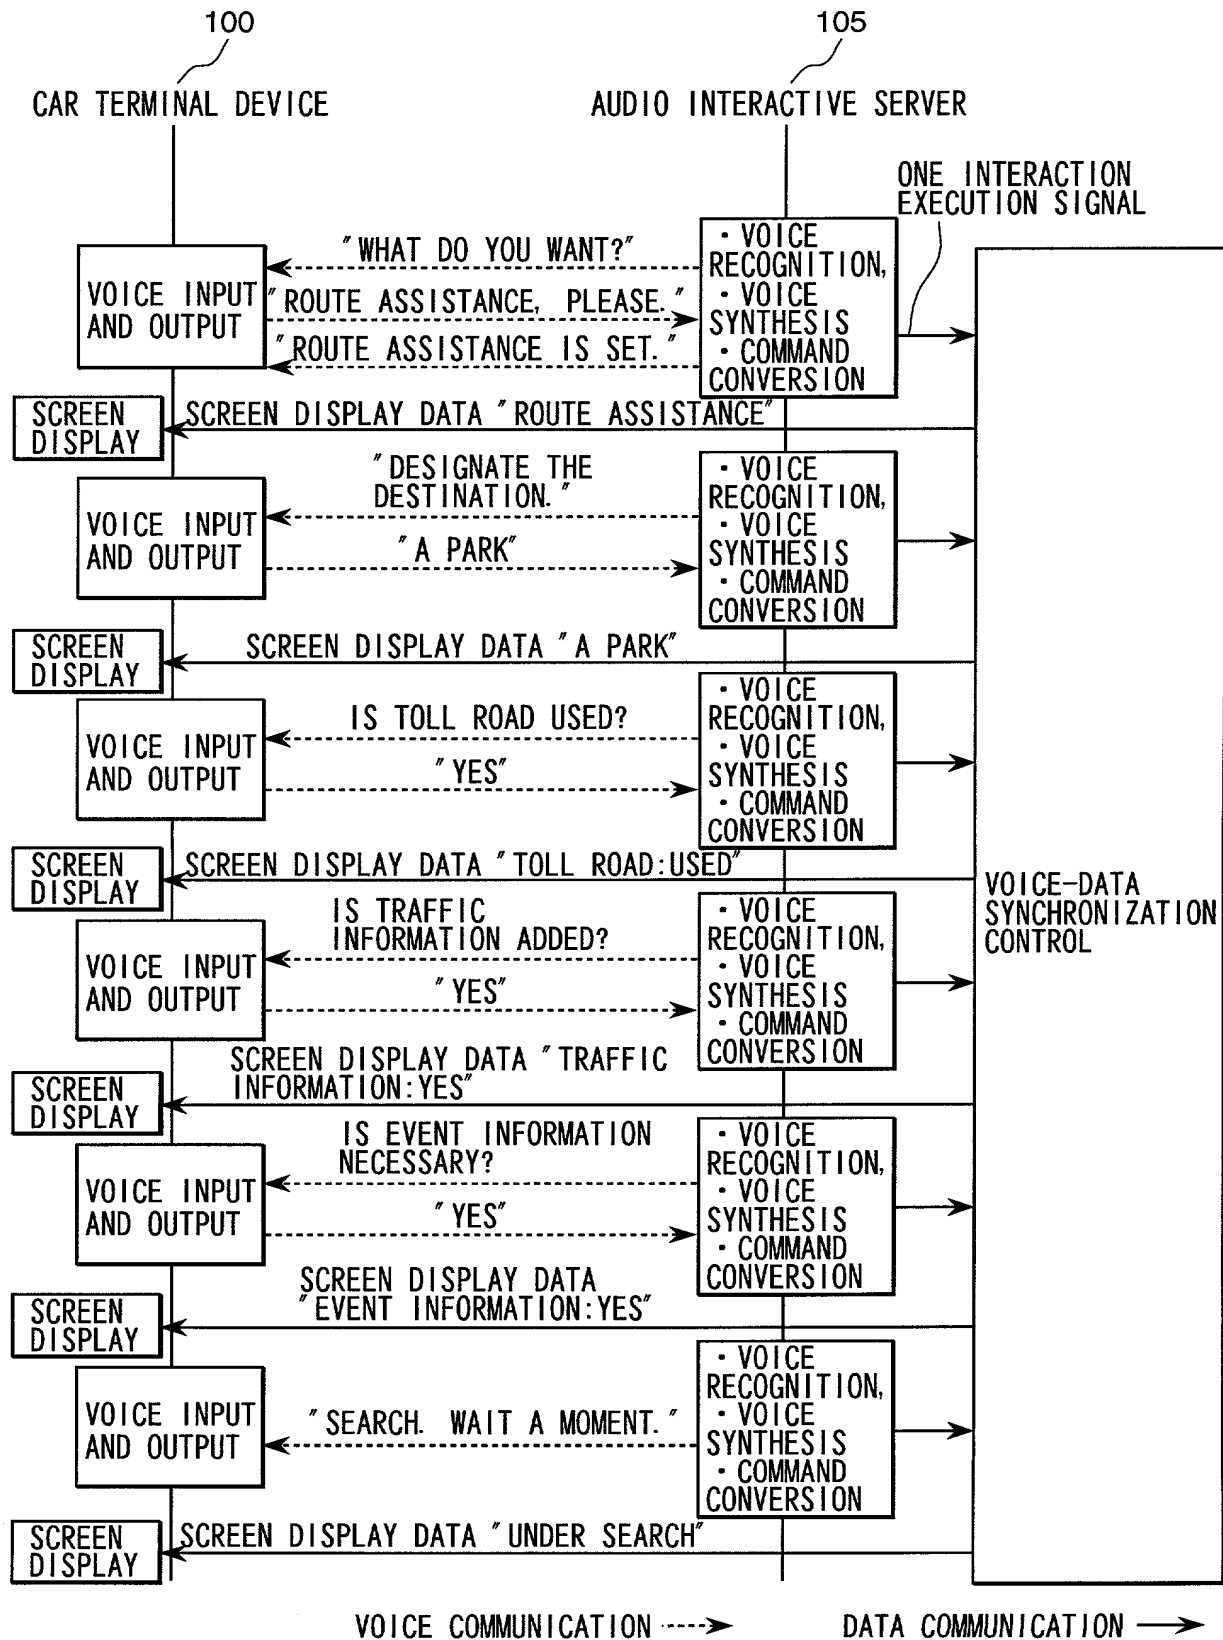 100
105
CAR TERMINAL DEVICE
AUDIO INTERACTIVE SERVER
ONE INTERACTION
EXECUTION SIGNAL
VOICE INPUT
AND OUTPUT
"WHAT DO YOU WANT?"
"ROUTE ASSISTANCE, PLEASE."
"ROUTE ASSISTANCE IS SET."
・VOICE
RECOGNITION,
・VOICE
SYNTHESIS
・COMMAND
CONVERSION
SCREEN
DISPLAY
SCREEN DISPLAY DATA "ROUTE ASSISTANCE"
VOICE INPUT
AND OUTPUT
"DESIGNATE THE
DESTINATION."
"A PARK"
・VOICE
RECOGNITION,
・VOICE
SYNTHESIS
・COMMAND
CONVERSION
SCREEN
DISPLAY
SCREEN DISPLAY DATA "A PARK"
VOICE INPUT
AND OUTPUT
IS TOLL ROAD USED?
"YES"
・VOICE
RECOGNITION,
・VOICE
SYNTHESIS
・COMMAND
CONVERSION
SCREEN
DISPLAY
SCREEN DISPLAY DATA "TOLL ROAD:USED"
VOICE-DATA
SYNCHRONIZATION
CONTROL
VOICE INPUT
AND OUTPUT
IS TRAFFIC
INFORMATION ADDED?
"YES"
・VOICE
RECOGNITION,
・VOICE
SYNTHESIS
・COMMAND
CONVERSION
SCREEN
DISPLAY
SCREEN DISPLAY DATA "TRAFFIC
INFORMATION:YES"
VOICE INPUT
AND OUTPUT
IS EVENT INFORMATION
NECESSARY?
"YES"
・VOICE
RECOGNITION,
・VOICE
SYNTHESIS
・COMMAND
CONVERSION
SCREEN
DISPLAY
SCREEN DISPLAY DATA
"EVENT INFORMATION:YES"
VOICE INPUT
AND OUTPUT
"SEARCH. WAIT A MOMENT."
・VOICE
RECOGNITION,
・VOICE
SYNTHESIS
・COMMAND
CONVERSION
SCREEN
DISPLAY
SCREEN DISPLAY DATA "UNDER SEARCH"
VOICE COMMUNICATION
DATA COMMUNICATION